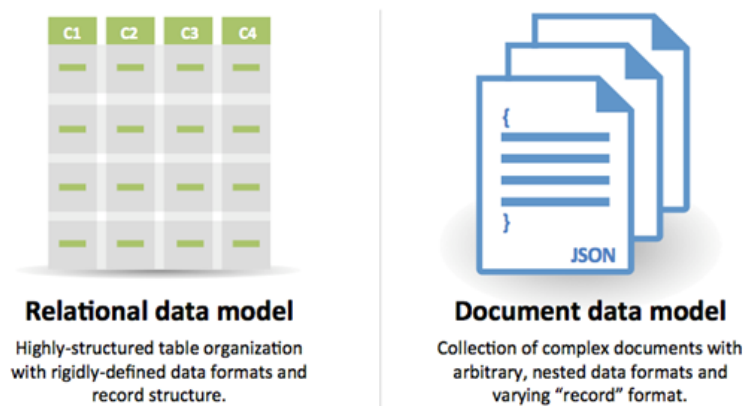 C1 C2 C3 C4
Relational data model
Highly-structured table organization
with rigidly-defined data formats and
record structure.
{
}
JSON
Document data model
Collection of complex documents with
arbitrary, nested data formats and
varying “record” format.